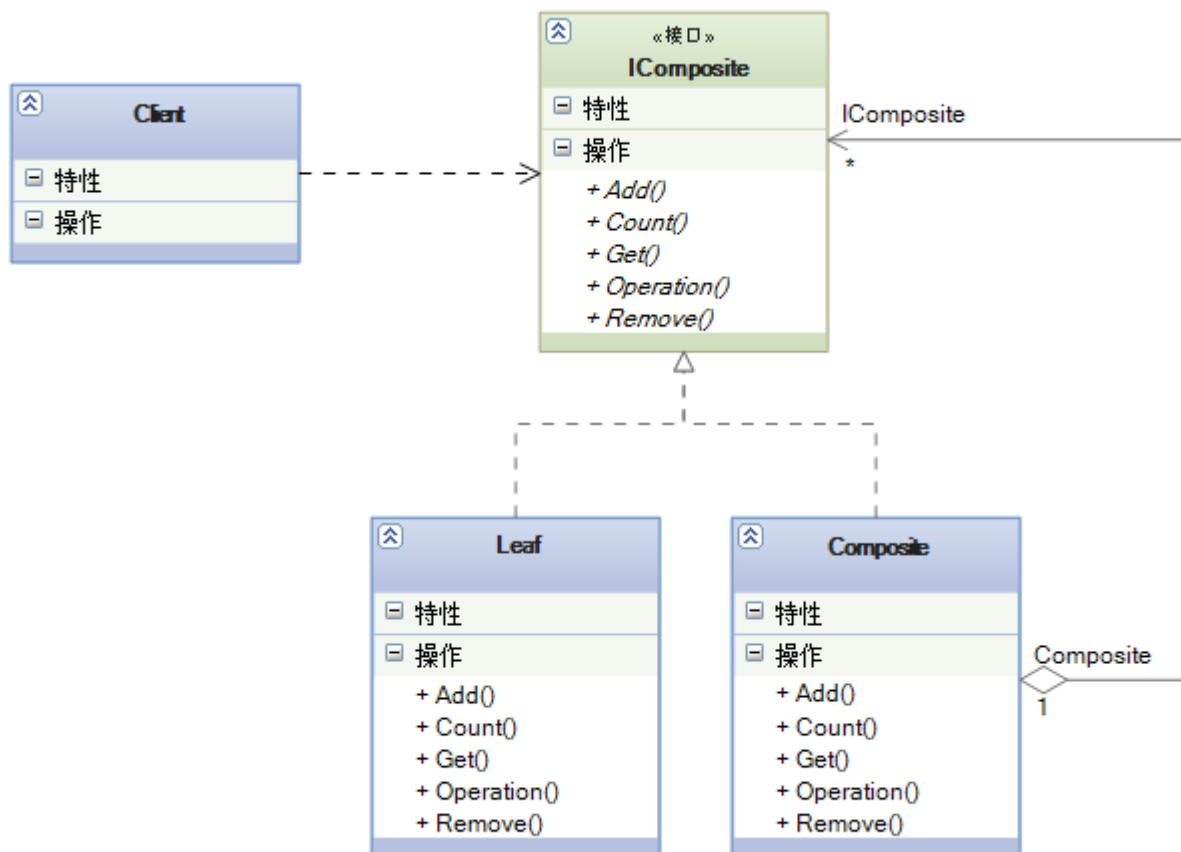 «接口»
IComposite
特性
操作
+ Add()
+ Count()
+ Get()
+ Operation()
+ Remove()
Client
特性
操作
IComposite
*
Leaf
特性
操作
+ Add()
+ Count()
+ Get()
+ Operation()
+ Remove()
Composite
特性
操作
+ Add()
+ Count()
+ Get()
+ Operation()
+ Remove()
Composite
1